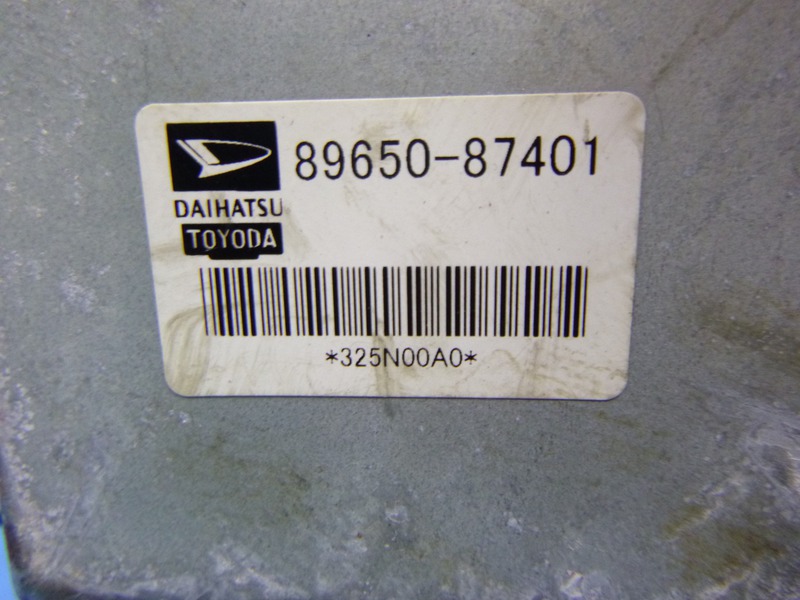 89650-87401
DAIHATSU
TOYODA
*325N00A0*